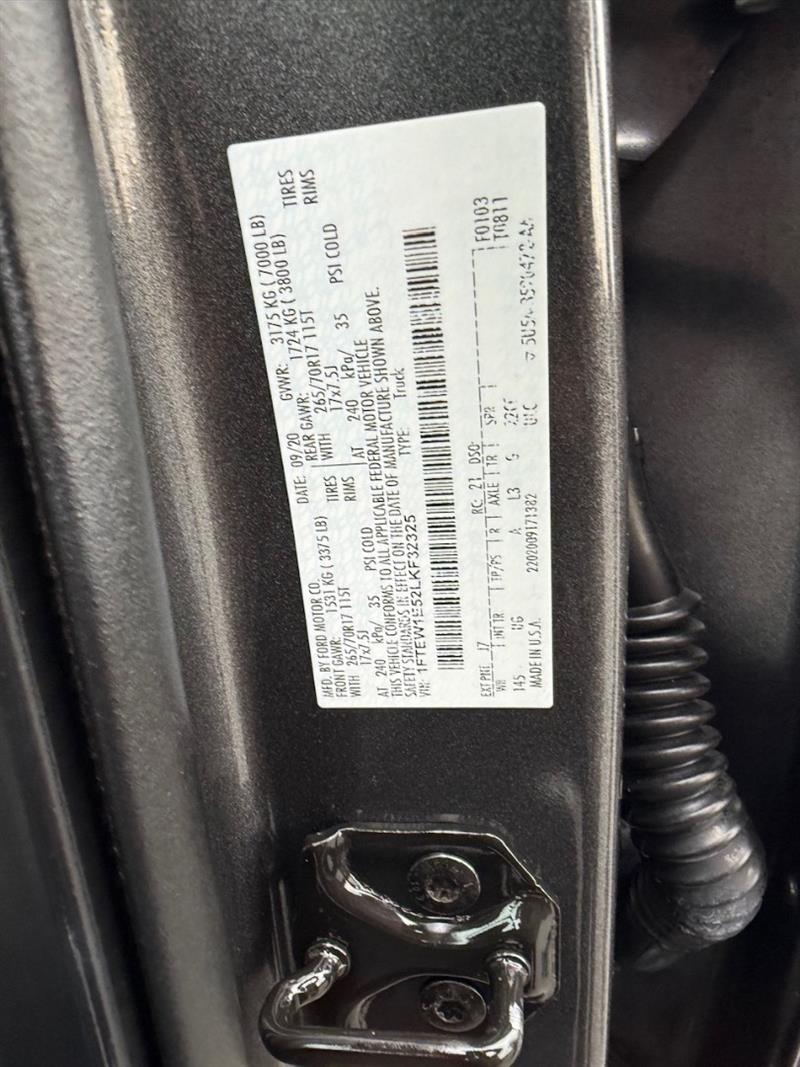 MFD. BY FORD MOTOR CO.
DATE: 09/20 GVWR: 3175 KG ( 7000 LB)
FRONT GAWR: 1531 KG ( 3375 LB) REAR GAWR: 1724 KG ( 3800 LB)
WITH 265/70R17 115T TIRES WITH 265/70R17 115T TIRES
17x7.5J RIMS 17x7.5J RIMS
AT 240 kPa/ 35 PSI COLD AT 240 kPa/ 35 PSI COLD
THIS VEHICLE CONFORMS TO ALL APPLICABLE FEDERAL MOTOR VEHICLE
SAFETY STANDARDS IN EFFECT ON THE DATE OF MANUFACTURE SHOWN ABOVE.
VIN: 1FTEW1E52LKF32325 TYPE: Truck
F0103
T0811
EXT PNT: J7 RC: 21 DSO:
WB INT TR TP/PS R AXLE TR SPR
145 UG A L3 G
MADE IN U.S.A. 2202009171382